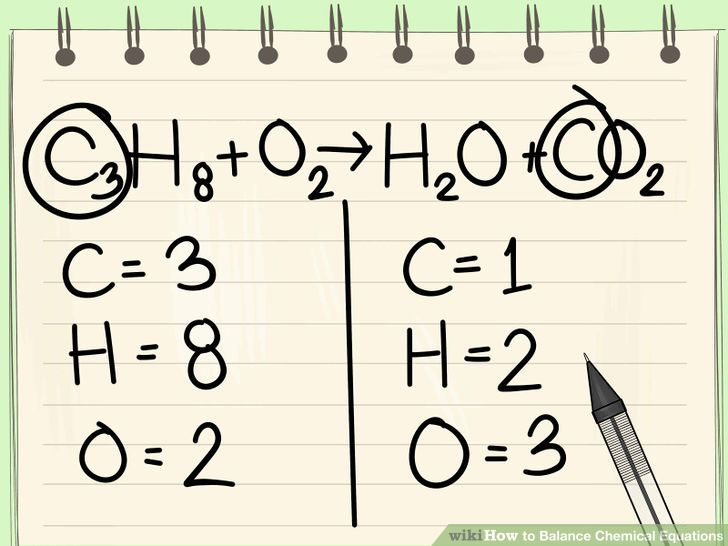 C₃H₈ + O₂ → H₂O + CO₂
C = 3
H = 8
O = 2
C = 1
H = 2
O = 3
wikiHow to Balance Chemical Equations